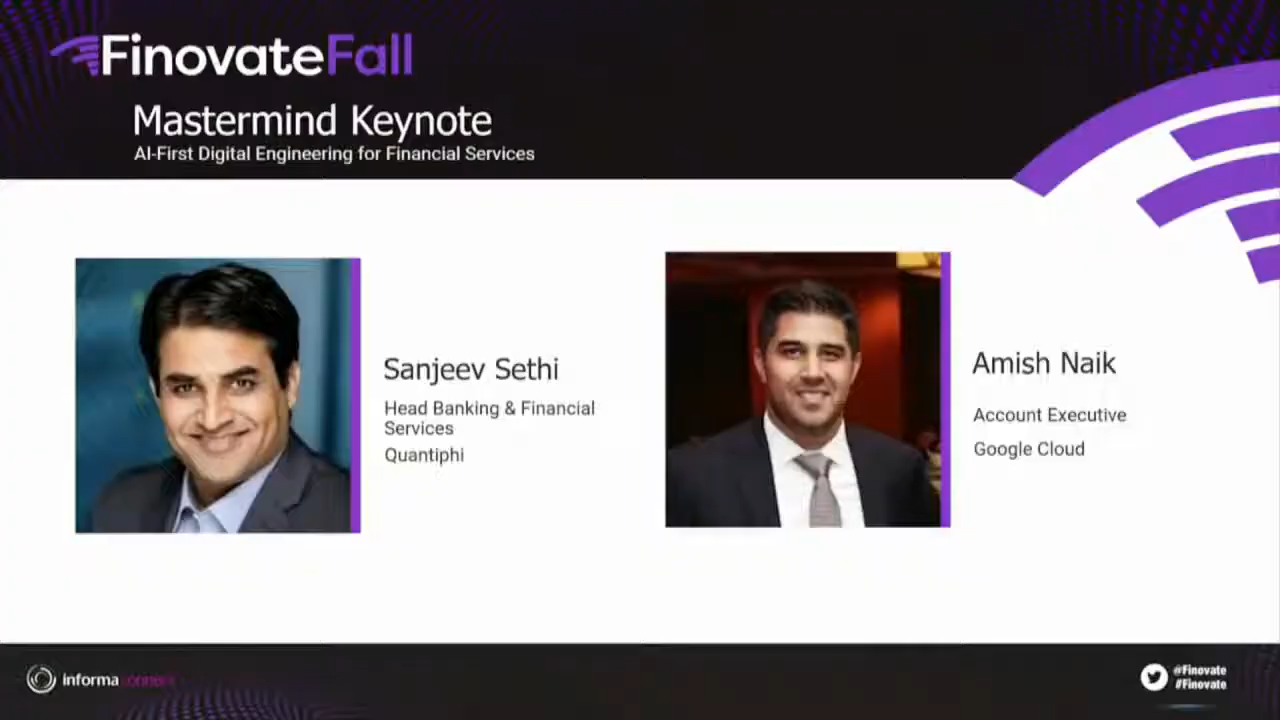 FinovateFall
Mastermind Keynote
AI-First Digital Engineering for Financial Services
Sanjeev Sethi
Head Banking & Financial
Services
Quantiphi
Amish Naik
Account Executive
Google Cloud
informa connect
@Finovate
#Finovate